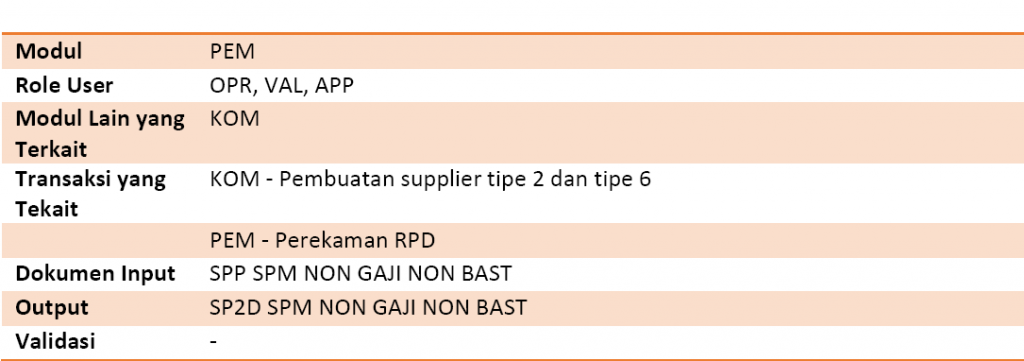 Modul PEM
Role User OPR, VAL, APP
Modul Lain yang KOM
Terkait
Transaksi yang KOM - Pembuatan supplier tipe 2 dan tipe 6
Tekait
PEM - Perekaman RPD
Dokumen Input SPP SPM NON GAJI NON BAST
Output SP2D SPM NON GAJI NON BAST
Validasi -